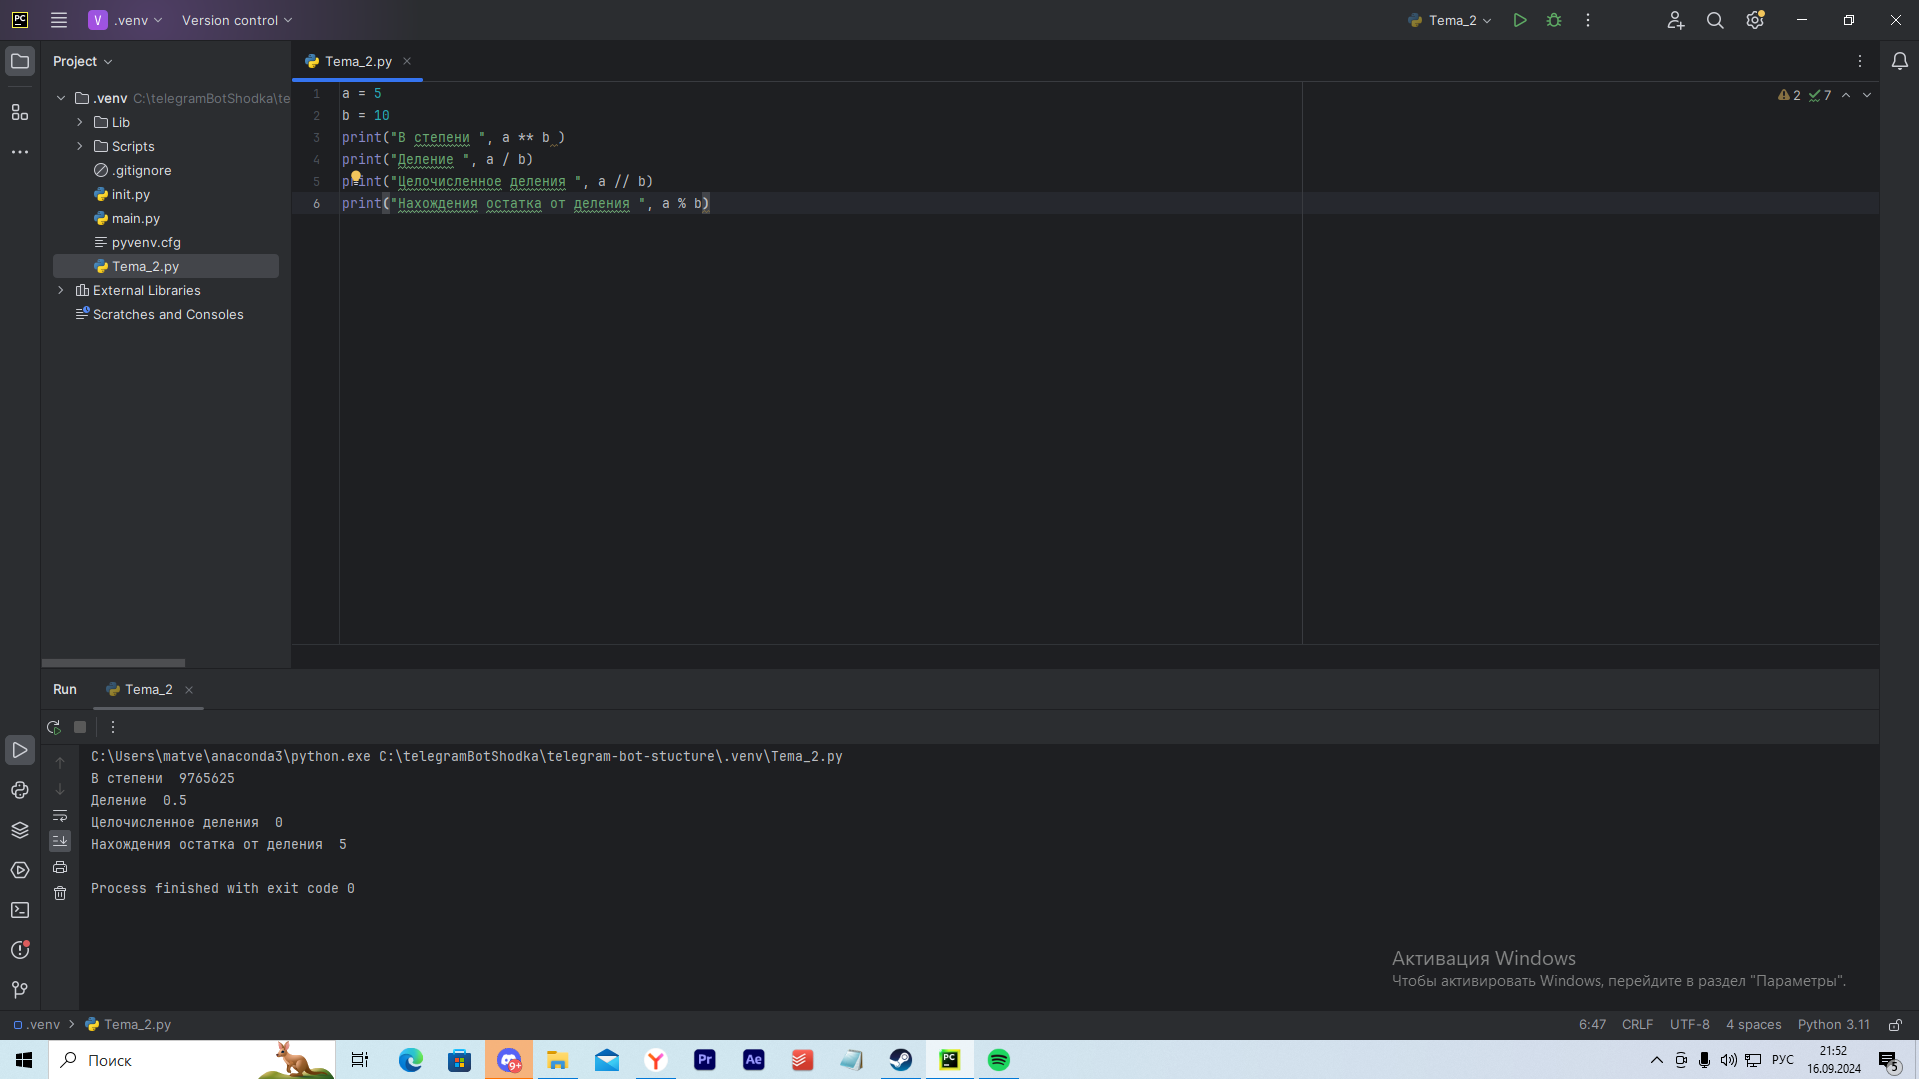 PC
V
.venv
Version control
Tema_2
Project
Tema_2.py
.venv C:\telegramBotShodka\te
Lib
Scripts
.gitignore
init.py
main.py
pyvenv.cfg
Tema_2.py
External Libraries
Scratches and Consoles
1 a = 5
2 b = 10
3 print("В степени ", a ** b )
4 print("Деление ", a / b)
5 print("Целочисленное деления ", a // b)
6 print("Нахождения остатка от деления ", a % b)
2 7
Run
Tema_2
C:\Users\matve\anaconda3\python.exe C:\telegramBotShodka\telegram-bot-stucture\.venv\Tema_2.py
В степени  9765625
Деление  0.5
Целочисленное деления  0
Нахождения остатка от деления  5
Process finished with exit code 0
Активация Windows
Чтобы активировать Windows, перейдите в раздел "Параметры".
.venv
Tema_2.py
6:47 CRLF UTF-8 4 spaces Python 3.11
Поиск
9+
Pr
Ae
PC
РУС
21:52
16.09.2024
5